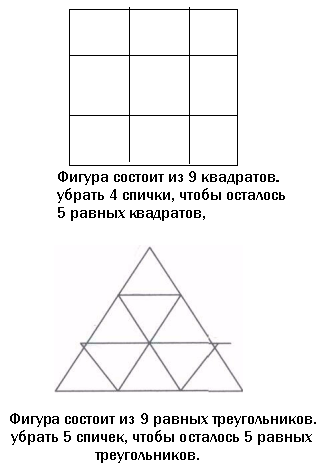 Фигура состоит из 9 квадратов.
убрать 4 спички, чтобы осталось
5 равных квадратов,
Фигура состоит из 9 равных треугольников.
убрать 5 спичек, чтобы осталось 5 равных
треугольников.